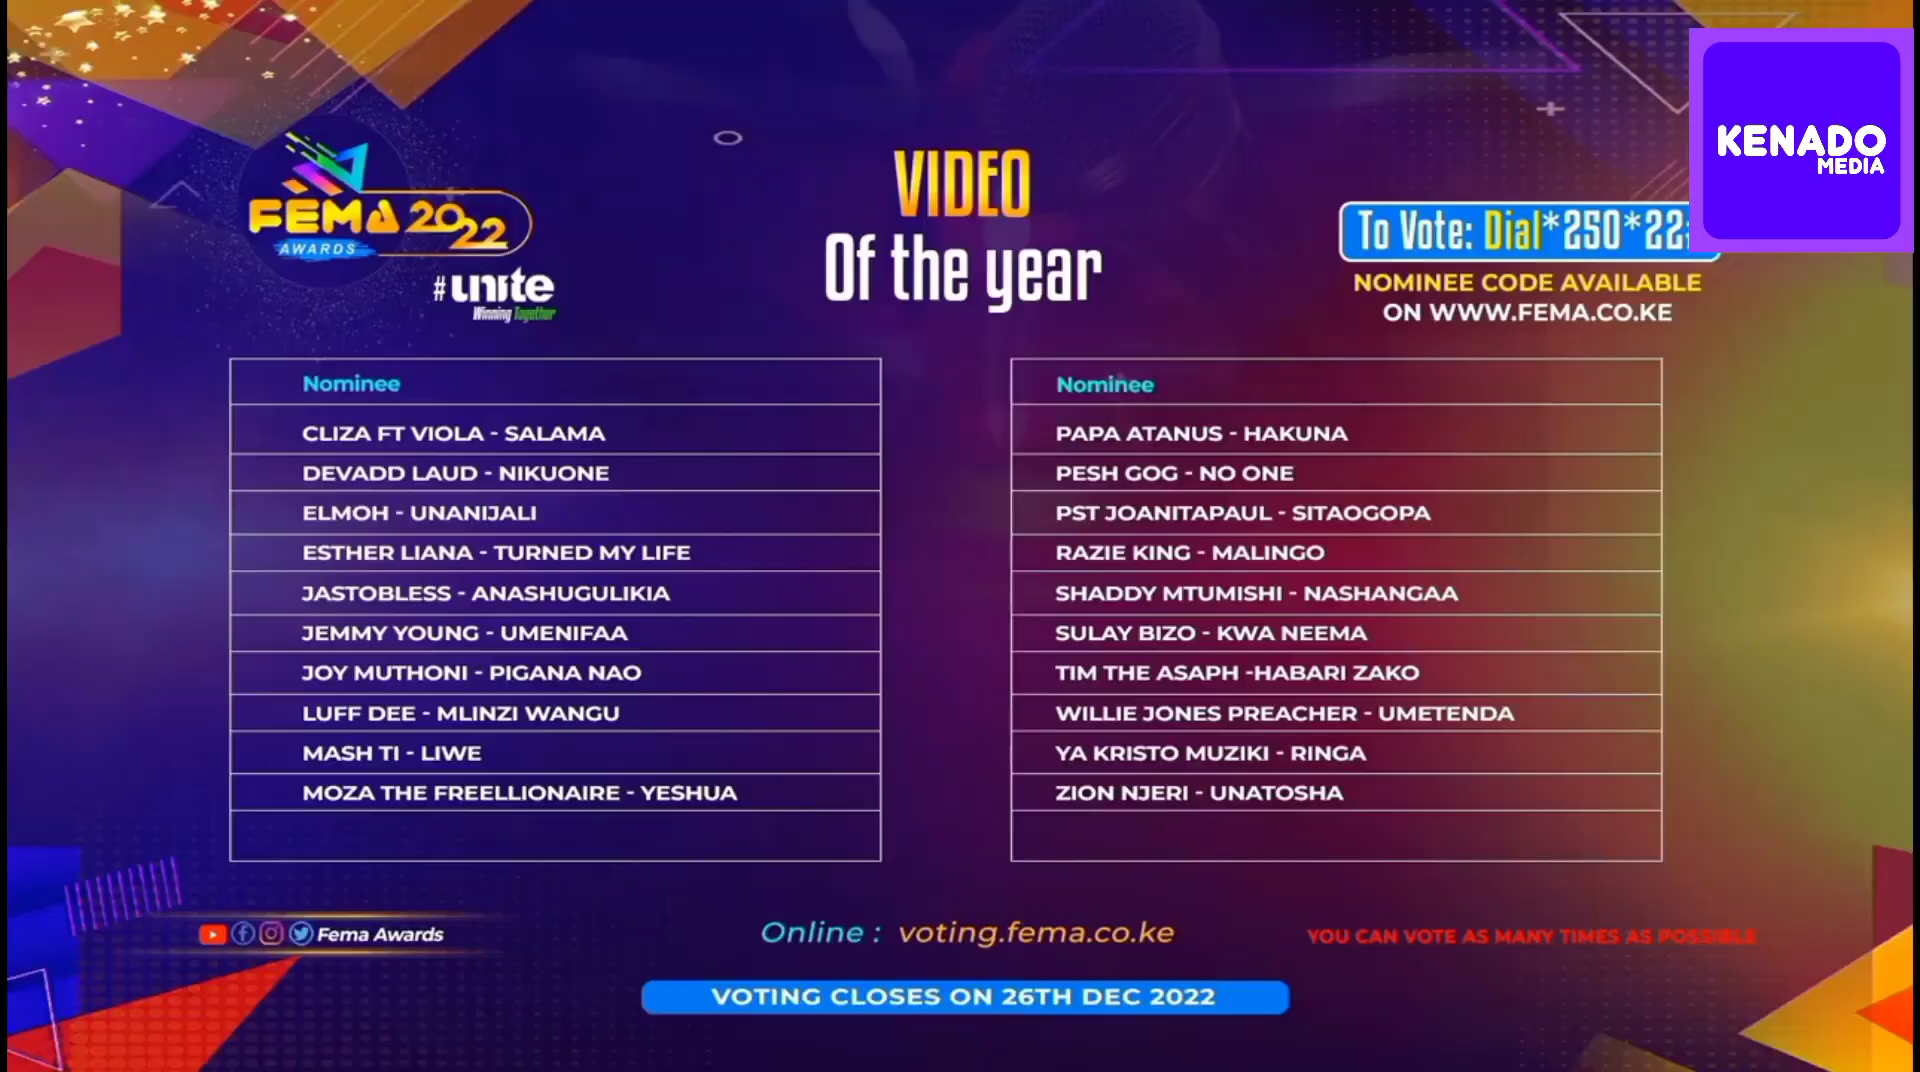 FEMA 2022
AWARDS
#unite
Winning Together
VIDEO
Of the year
To Vote: Dial*250*22
NOMINEE CODE AVAILABLE
ON WWW.FEMA.CO.KE
KENADO
MEDIA
Nominee
CLIZA FT VIOLA - SALAMA
DEVADD LAUD - NIKUONE
ELMOH - UNANIJALI
ESTHER LIANA - TURNED MY LIFE
JASTOBLESS - ANASHUGULIKIA
JEMMY YOUNG - UMENIFAA
JOY MUTHONI - PIGANA NAO
LUFF DEE - MLINZI WANGU
MASH TI - LIWE
MOZA THE FREELLIONAIRE - YESHUA
Nominee
PAPA ATANUS - HAKUNA
PESH GOG - NO ONE
PST JOANITAPAUL - SITAOGOPA
RAZIE KING - MALINGO
SHADDY MTUMISHI - NASHANGAA
SULAY BIZO - KWA NEEMA
TIM THE ASAPH -HABARI ZAKO
WILLIE JONES PREACHER - UMETENDA
YA KRISTO MUZIKI - RINGA
ZION NJERI - UNATOSHA
Fema Awards
Online : voting.fema.co.ke
YOU CAN VOTE AS MANY TIMES AS POSSIBLE
VOTING CLOSES ON 26TH DEC 2022